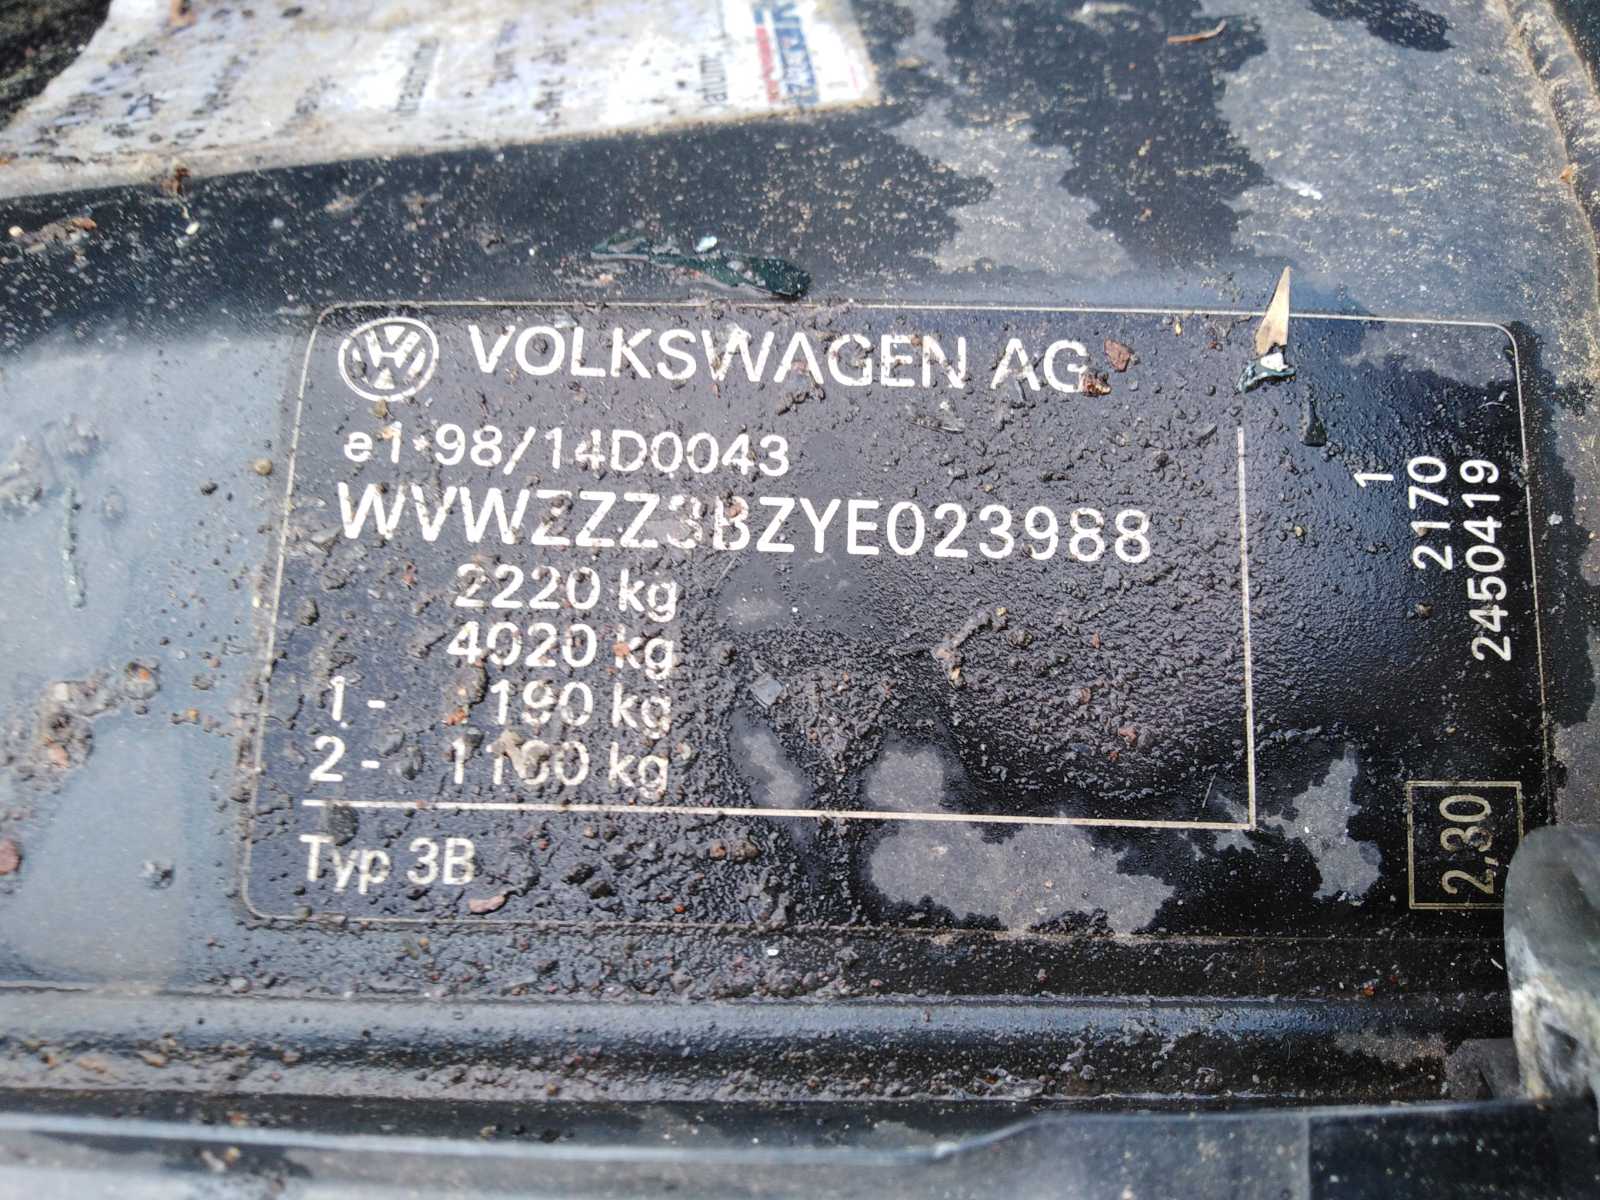 VOLKSWAGEN AG
e1*98/14D0043
WVWZZZ3BZYE023988
2220 kg
4020 kg
1 - 1190 kg
2 - 1100 kg
Typ 3B
1
2170
2450419
2,30